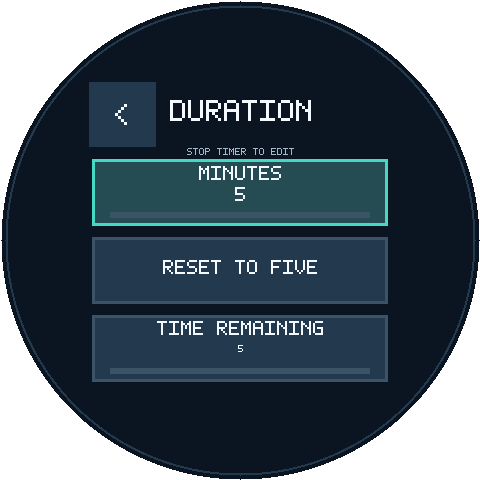 <
DURATION
STOP TIMER TO EDIT
MINUTES
5
RESET TO FIVE
TIME REMAINING
5